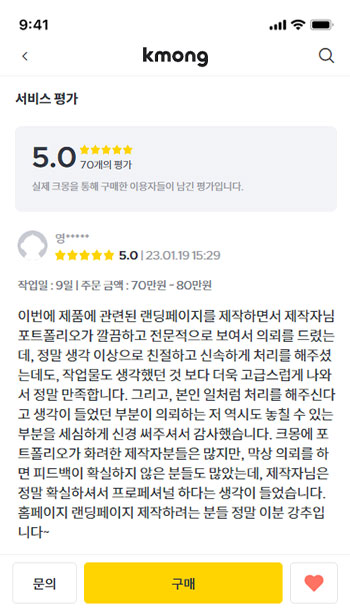 9:41
kmong
서비스 평가
5.0
70개의 평가
실제 크몽을 통해 구매한 이용자들이 남긴 평가입니다.
명*****
5.0 | 23.01.19 15:29
작업일 : 9일 | 주문 금액 : 70만원 ~ 80만원
이번에 제품에 관련된 랜딩페이지를 제작하면서 제작자님
포트폴리오가 깔끔하고 전문적으로 보여서 의뢰를 드렸는
데, 정말 생각 이상으로 친절하고 신속하게 처리를 해주셨
는데도, 작업물도 생각했던 것 보다 더욱 고급스럽게 나와
서 정말 만족합니다. 그리고, 본인 일처럼 처리를 해주신다
고 생각이 들었던 부분이 의뢰하는 저 역시도 놓칠 수 있는
부분을 세심하게 신경 써주셔서 감사했습니다. 크몽에 포
트폴리오가 화려한 제작자분들은 많지만, 막상 의뢰를 하
면 피드백이 확실하지 않은 분들도 많았는데, 제작자님은
정말 확실하셔서 프로페셔널 하다는 생각이 들었습니다.
홈페이지 랜딩페이지 제작하려는 분들 정말 이분 강추입
니다~
문의
구매